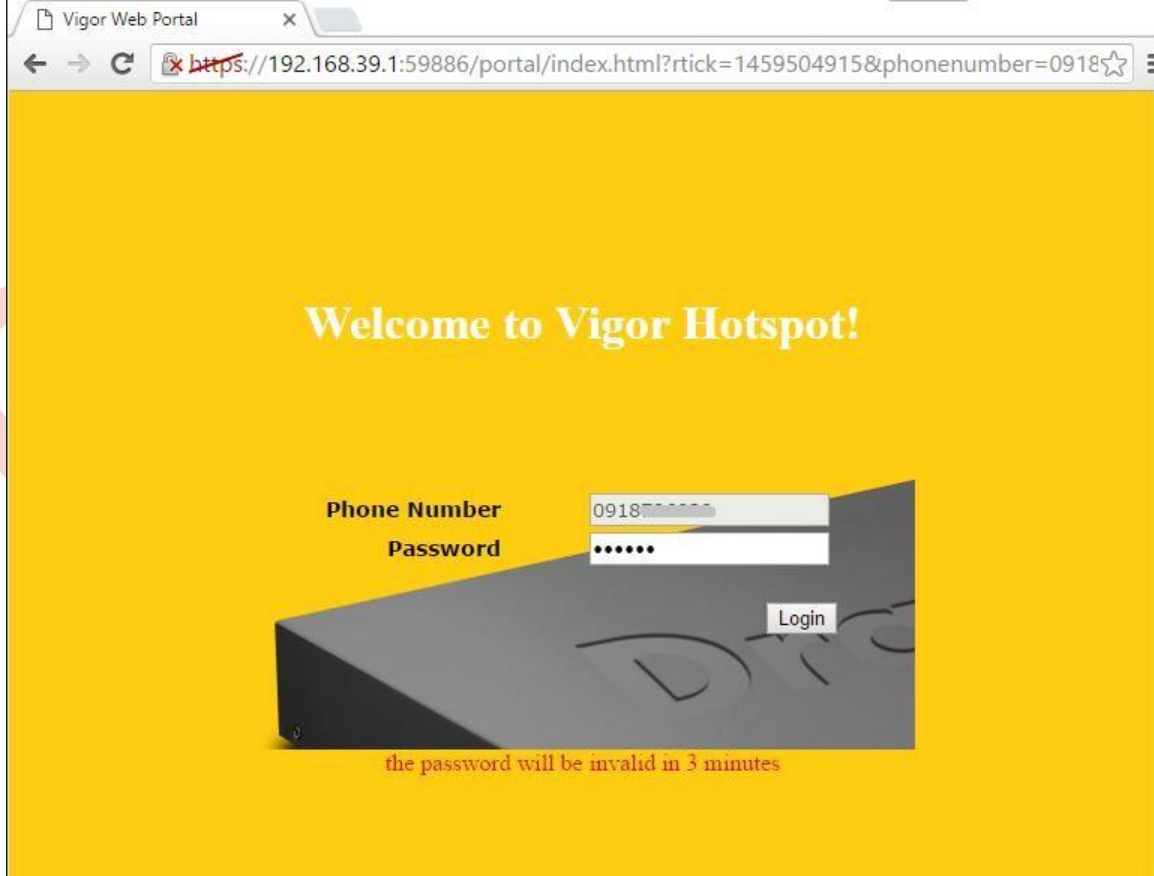 Vigor Web Portal
https://192.168.39.1:59886/portal/index.html?rtick=1459504915&phonenumber=0918
Welcome to Vigor Hotspot!
Phone Number 0918
Password ••••••
Login
the password will be invalid in 3 minutes